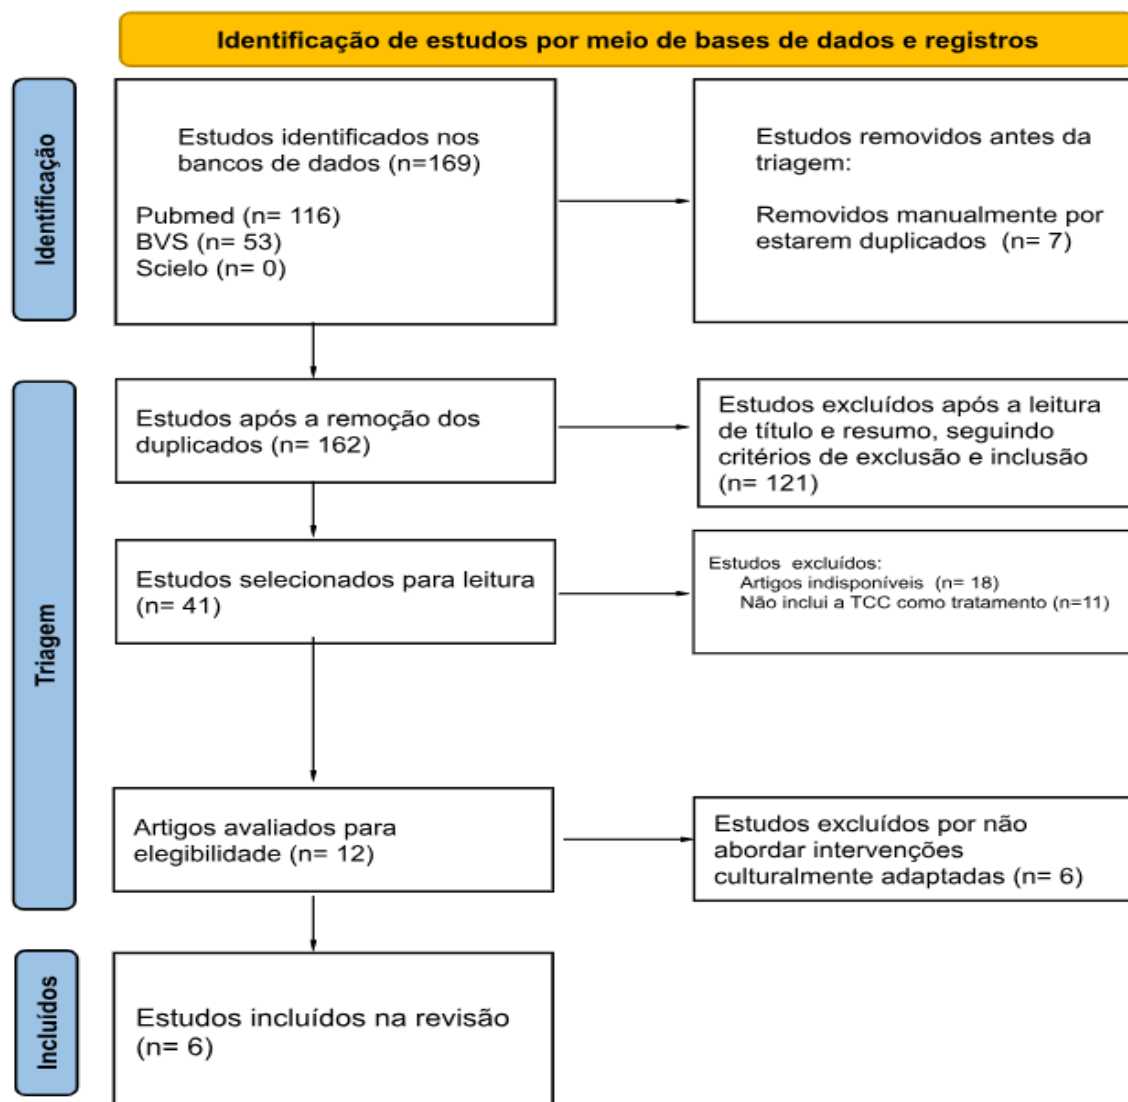 Identificação de estudos por meio de bases de dados e registros
Identificação
Estudos identificados nos
bancos de dados (n=169)
Pubmed (n= 116)
BVS (n= 53)
Scielo (n= 0)
Estudos removidos antes da
triagem:
Removidos manualmente por
estarem duplicados (n= 7)
Triagem
Estudos após a remoção dos
duplicados (n= 162)
Estudos excluídos após a leitura
de título e resumo, seguindo
critérios de exclusão e inclusão
(n= 121)
Estudos selecionados para leitura
(n= 41)
Estudos excluídos:
Artigos indisponíveis (n= 18)
Não inclui a TCC como tratamento (n=11)
Artigos avaliados para
elegibilidade (n= 12)
Estudos excluídos por não
abordar intervenções
culturalmente adaptadas (n= 6)
Incluídos
Estudos incluídos na revisão
(n= 6)